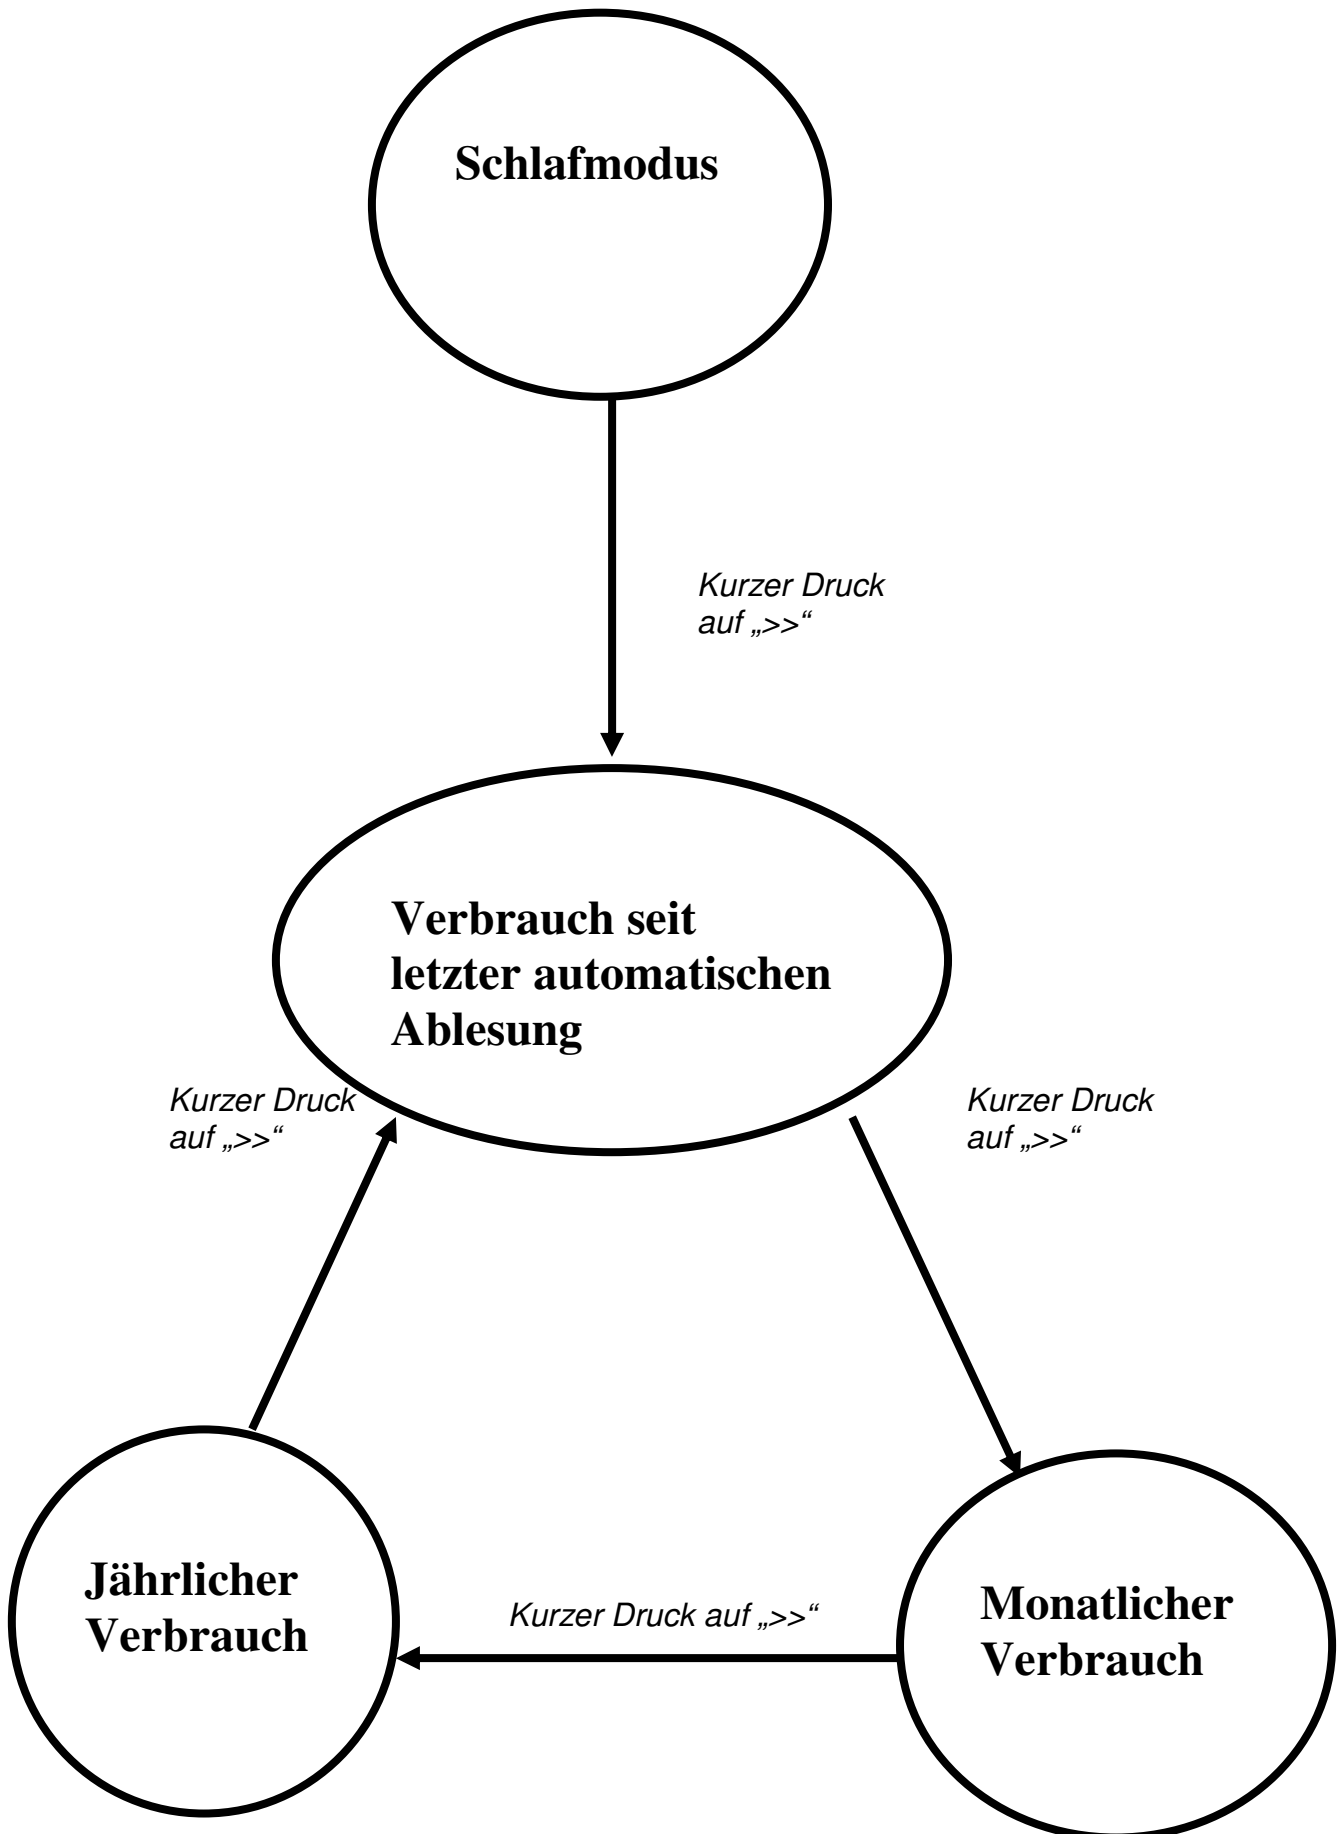 Schlafmodus
Kurzer Druck
auf „>>“
Verbrauch seit
letzter automatischen
Ablesung
Kurzer Druck
auf „>>“
Kurzer Druck
auf „>>“
Jährlicher
Verbrauch
Kurzer Druck auf „>>“
Monatlicher
Verbrauch